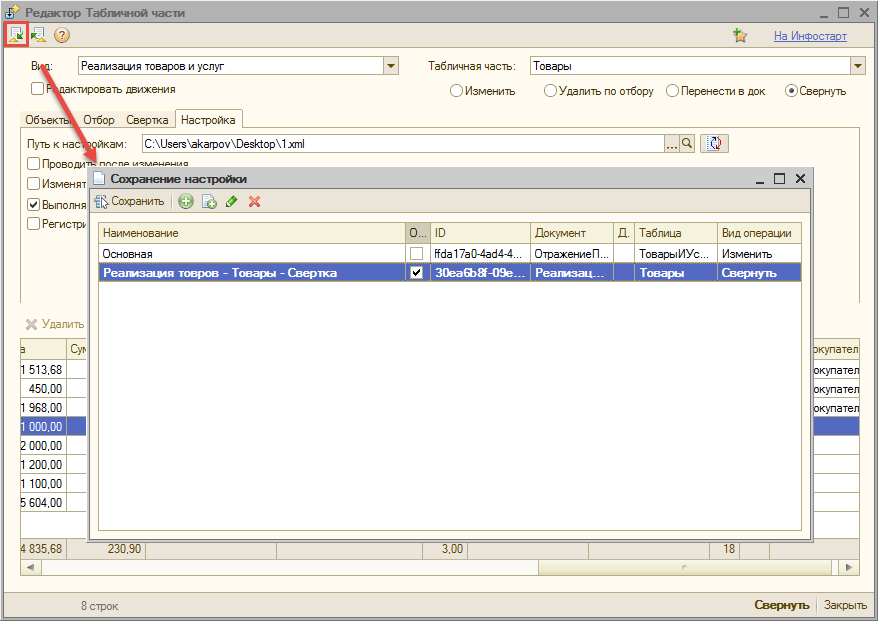 Редактор Табличной части
? На Инфостарт
Вид: Реализация товаров и услуг Табличная часть: Товары
Редактировать движения Изменить Удалить по отбору Перенести в док Свернуть
Объекты Отбор Свертка Настройка
Путь к настройкам: C:\Users\akarpov\Desktop\1.xml ...
Проводить после изменения
Сохранение настройки
Изменят
Сохранить
Выполня
Регистри
Наименование О... ID Документ Д. Таблица Вид операции
Основная ffda17a0-4ad4-4... ОтражениеП... ТоварыИУс... Изменить
Реализация товров - Товары - Свертка 30ea6b8f-09e... Реализац... Товары Свернуть
Удалить
а Сум окупател
1 513,68 окупател
450,00 окупател
1 968,00 окупател
1 000,00
2 000,00
1 200,00
1 100,00
5 604,00
4 835,68 230,90 3,00 18
8 строк Свернуть Закрыть